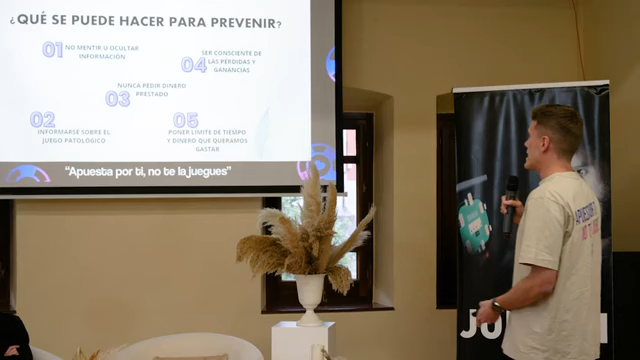 ¿QUÉ SE PUEDE HACER PARA PREVENIR?
01 NO MENTIR U OCULTAR
INFORMACIÓN
04 SER CONSCIENTE DE
LAS PÉRDIDAS Y
GANANCIAS
03 NUNCA PEDIR DINERO
PRESTADO
02 INFORMARSE SOBRE EL
JUEGO PATOLÓGICO
05 PONER LÍMITE DE TIEMPO
Y DINERO QUE QUERAMOS
GASTAR
“Apuesta por ti, no te la juegues”